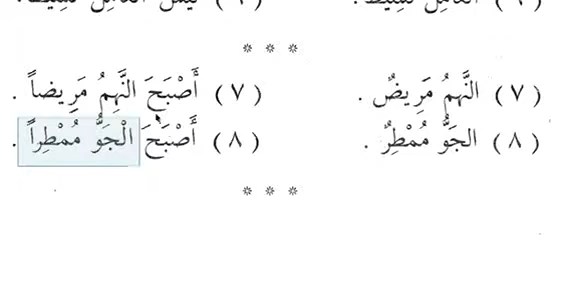 (٧) النَّهِمُ مَرِيضٌ . (٧) أَصْبَحَ النَّهِمُ مَرِيضاً .
(٨) الجَوُّ مُمْطِرٌ . (٨) أَصْبَحَ الْجَوُّ مُمْطِراً .